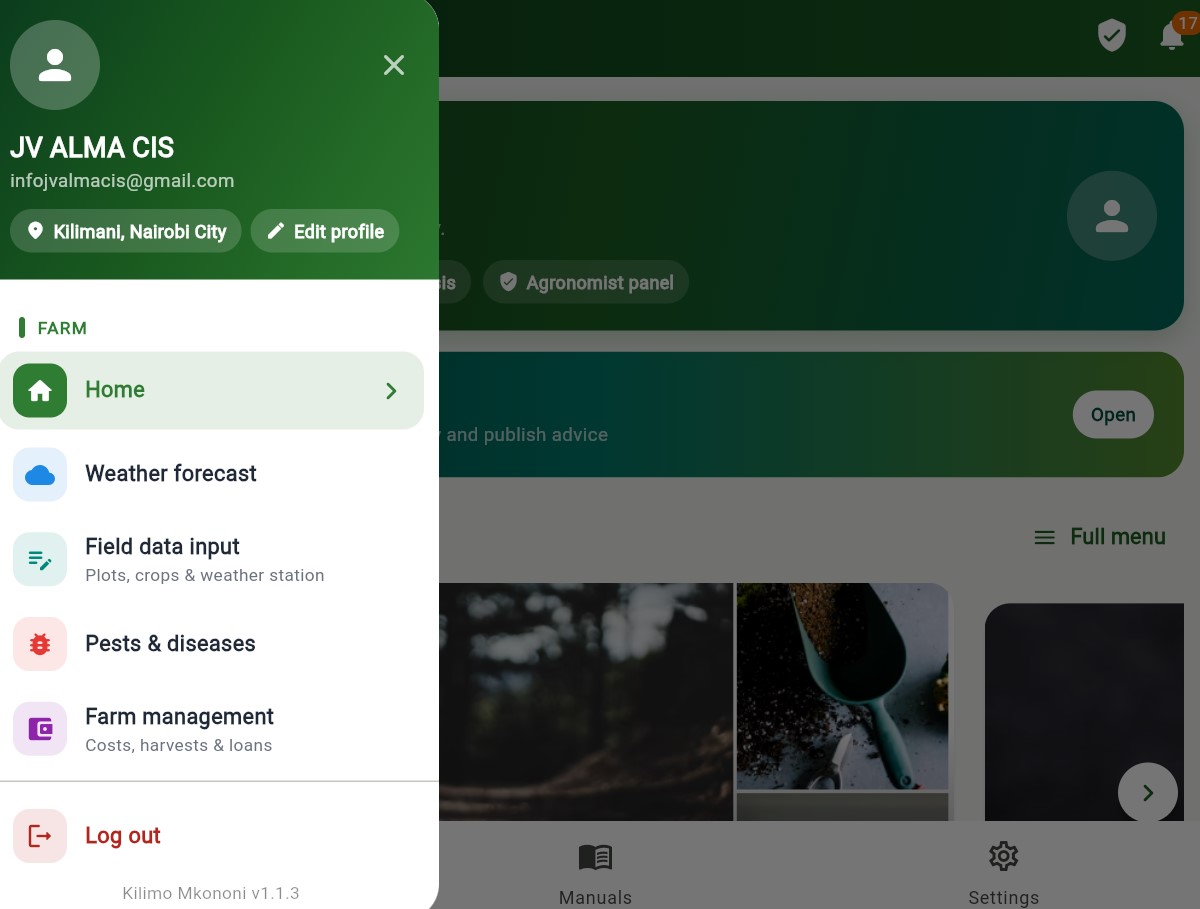 17
JV ALMA CIS
infojvalmacis@gmail.com
Kilimani, Nairobi City
Edit profile
Agronomist panel
FARM
Home
Open
and publish advice
Weather forecast
Full menu
Field data input
Plots, crops & weather station
Pests & diseases
Farm management
Costs, harvests & loans
Log out
Manuals
Settings
Kilimo Mkononi v1.1.3